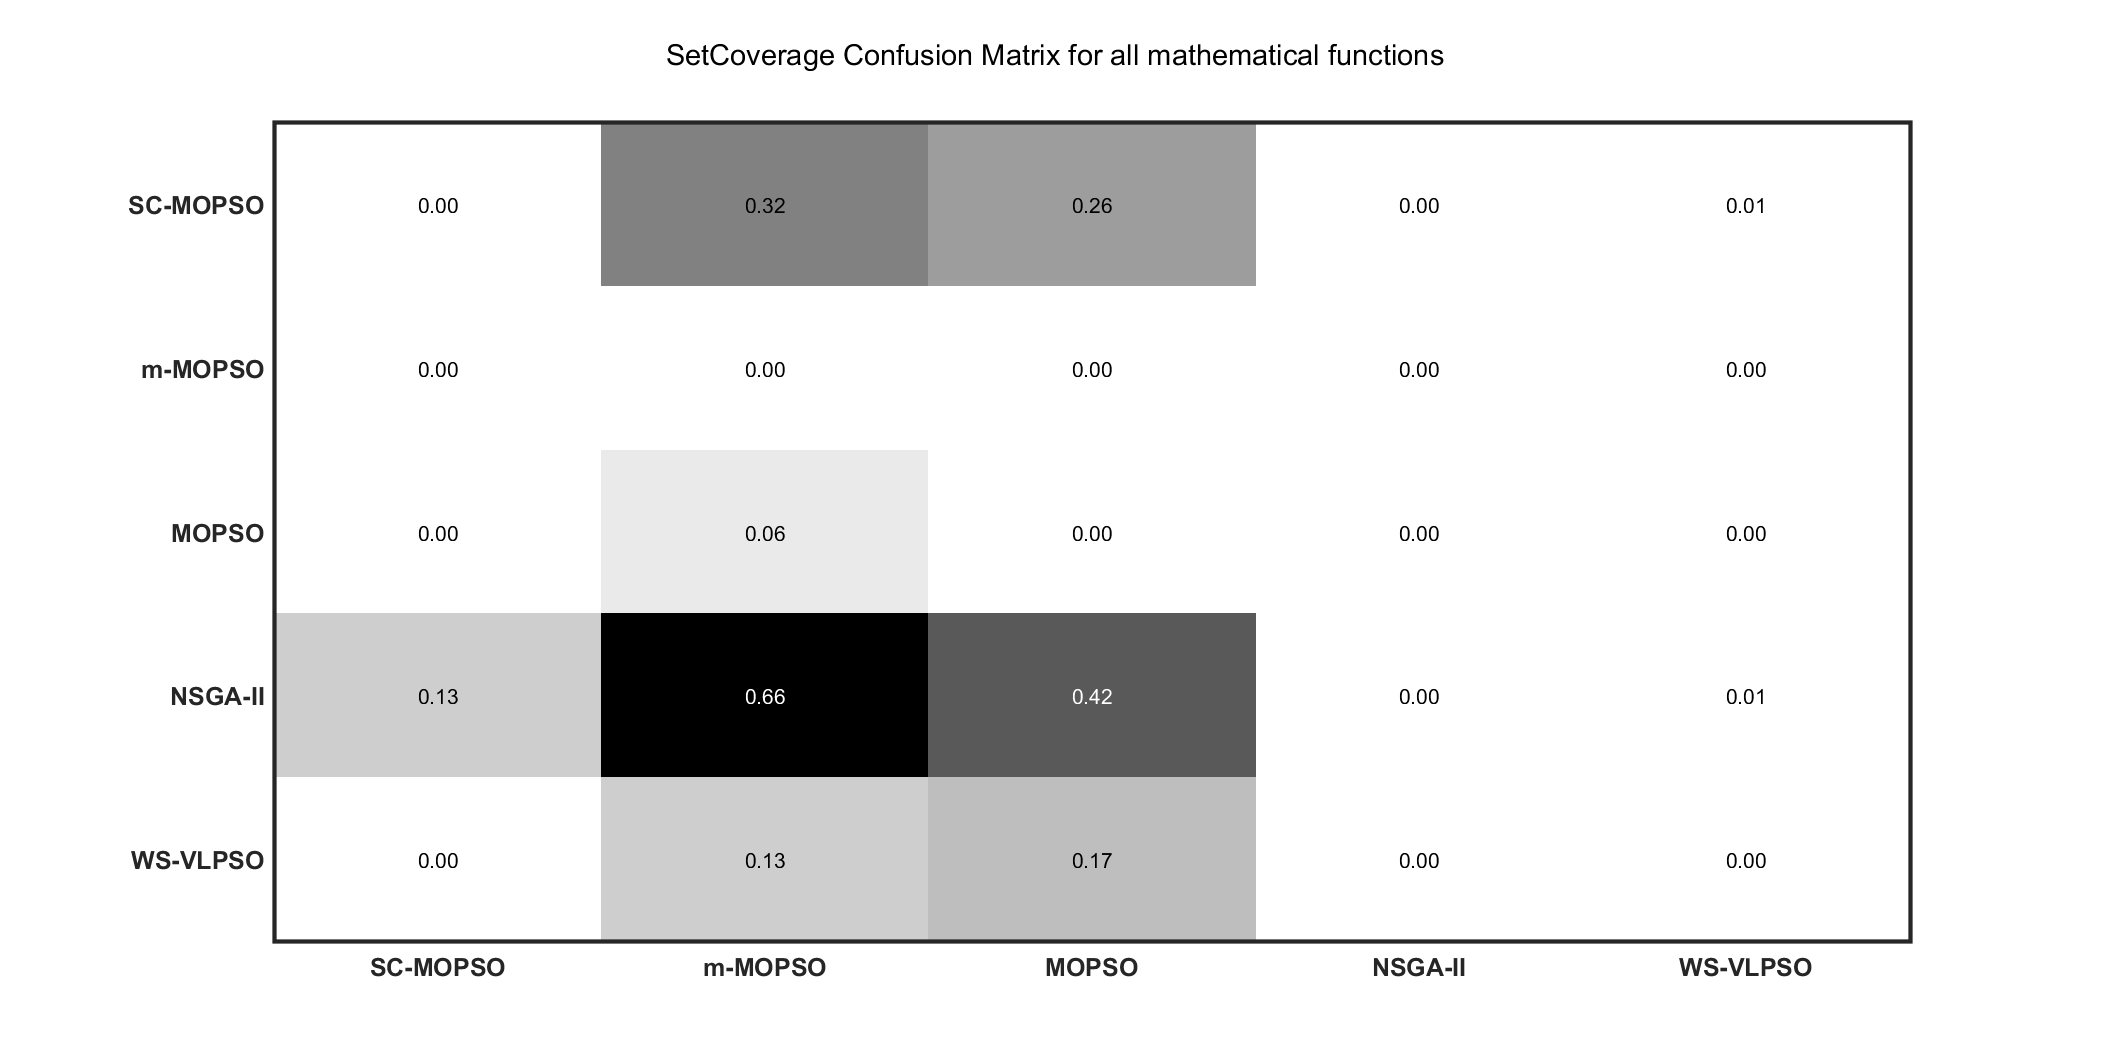 SetCoverage Confusion Matrix for all mathematical functions
SC-MOPSO 0.00 0.32 0.26 0.00 0.01
m-MOPSO 0.00 0.00 0.00 0.00 0.00
MOPSO 0.00 0.06 0.00 0.00 0.00
NSGA-II 0.13 0.66 0.42 0.00 0.01
WS-VLPSO 0.00 0.13 0.17 0.00 0.00
SC-MOPSO m-MOPSO MOPSO NSGA-II WS-VLPSO